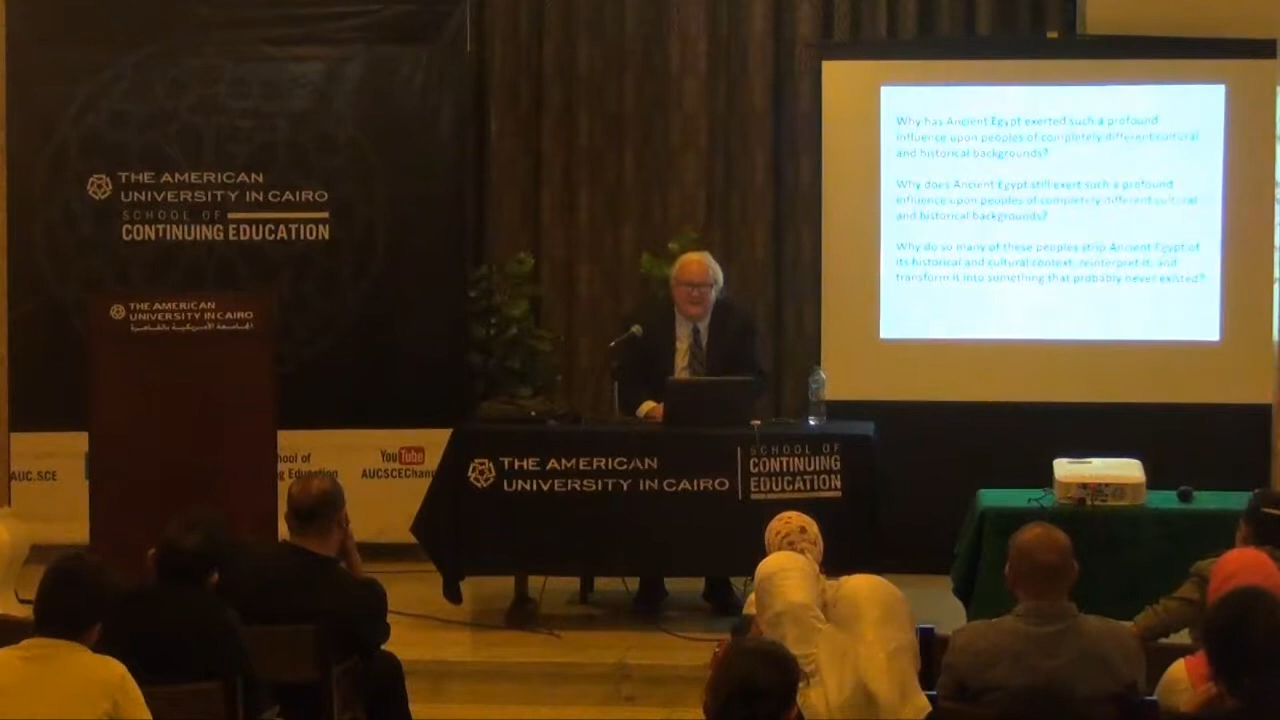 THE AMERICAN
UNIVERSITY IN CAIRO
SCHOOL OF
CONTINUING EDUCATION
THE AMERICAN
UNIVERSITY IN CAIRO
الجامعة الأمريكية بالقاهرة
AUC.SCE
hool of
g Education
YouTube
AUCSCEChann
THE AMERICAN
UNIVERSITY IN CAIRO
SCHOOL OF
CONTINUING
EDUCATION
Why has Ancient Egypt exerted such a profound
influence upon peoples of completely different cultural
and historical backgrounds?
Why does Ancient Egypt still exert such a profound
influence upon peoples of completely different cultural
and historical backgrounds?
Why do so many of these peoples strip Ancient Egypt of
its historical and cultural context, reinterpret it, and
transform it into something that probably never existed?